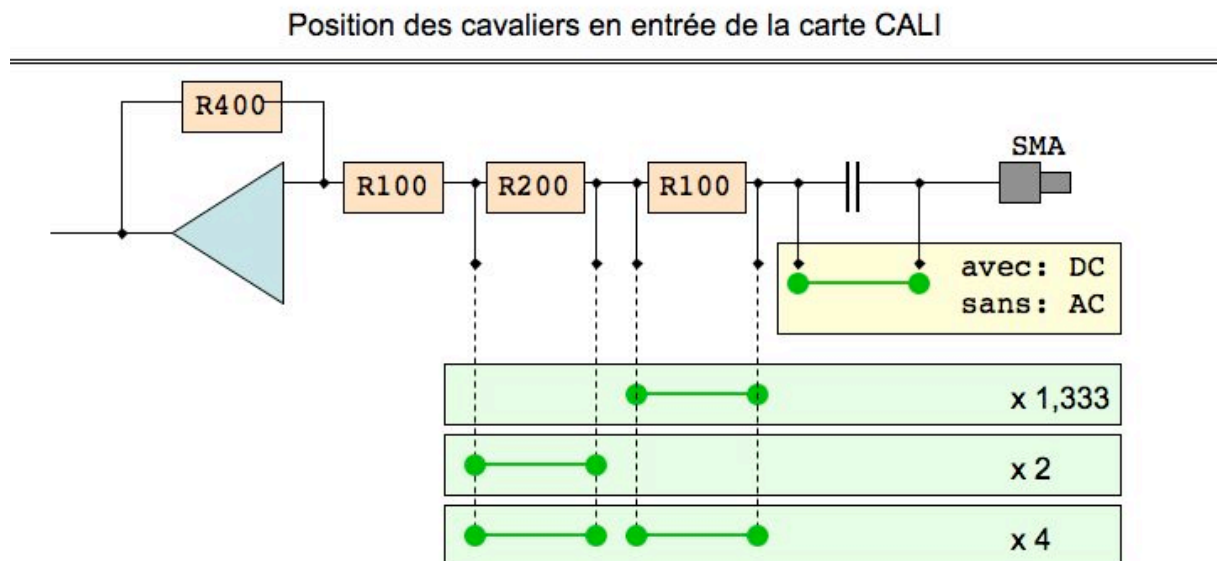 Position des cavaliers en entrée de la carte CALI
R400
SMA
R100
R200
R100
avec: DC
sans: AC
x 1,333
x 2
x 4